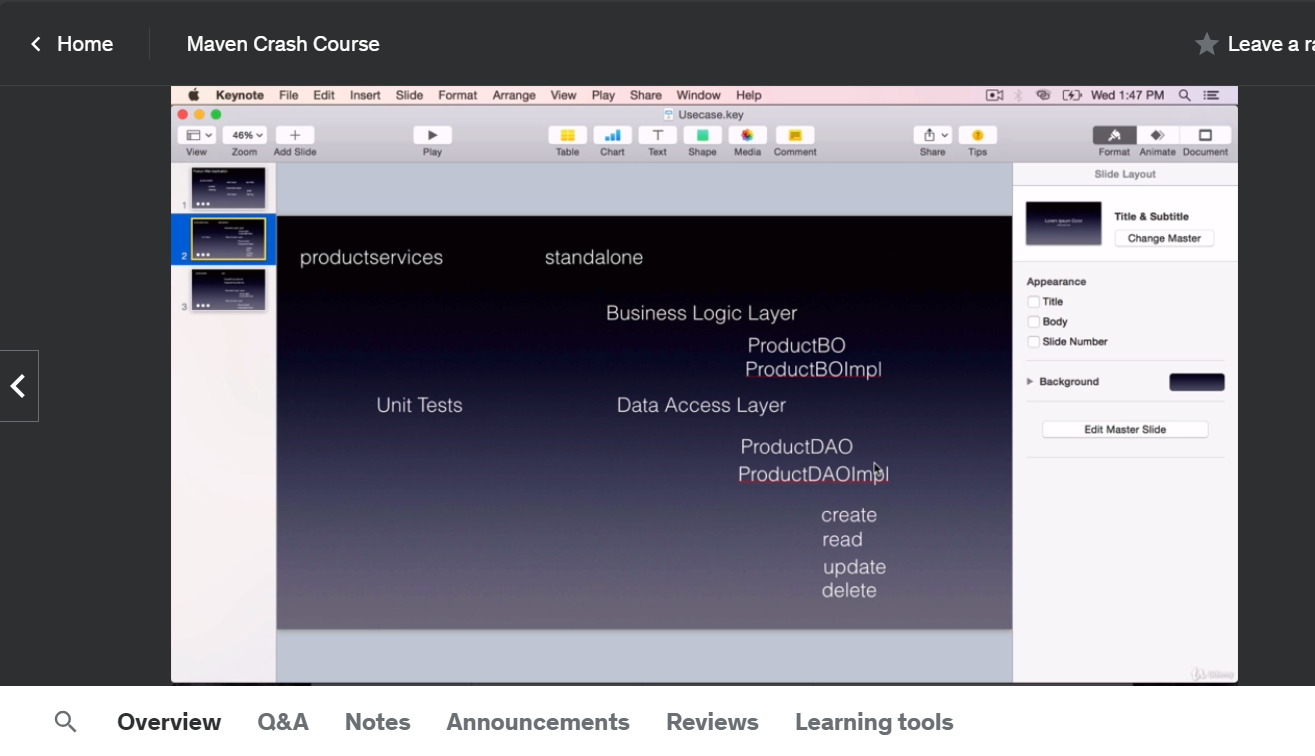 Home
Maven Crash Course
Leave a ra
Keynote File Edit Insert Slide Format Arrange View Play Share Window Help
Wed 1:47 PM
Usecase.key
46%
View Zoom Add Slide Play Table Chart Text Shape Media Comment Share Tips Format Animate Document
Slide Layout
1
2
3
productservices standalone
Business Logic Layer
ProductBO
ProductBOImpl
Unit Tests Data Access Layer
ProductDAO
ProductDAOImpl
create
read
update
delete
Title & Subtitle
Change Master
Appearance
Title
Body
Slide Number
Background
Edit Master Slide
Overview Q&A Notes Announcements Reviews Learning tools